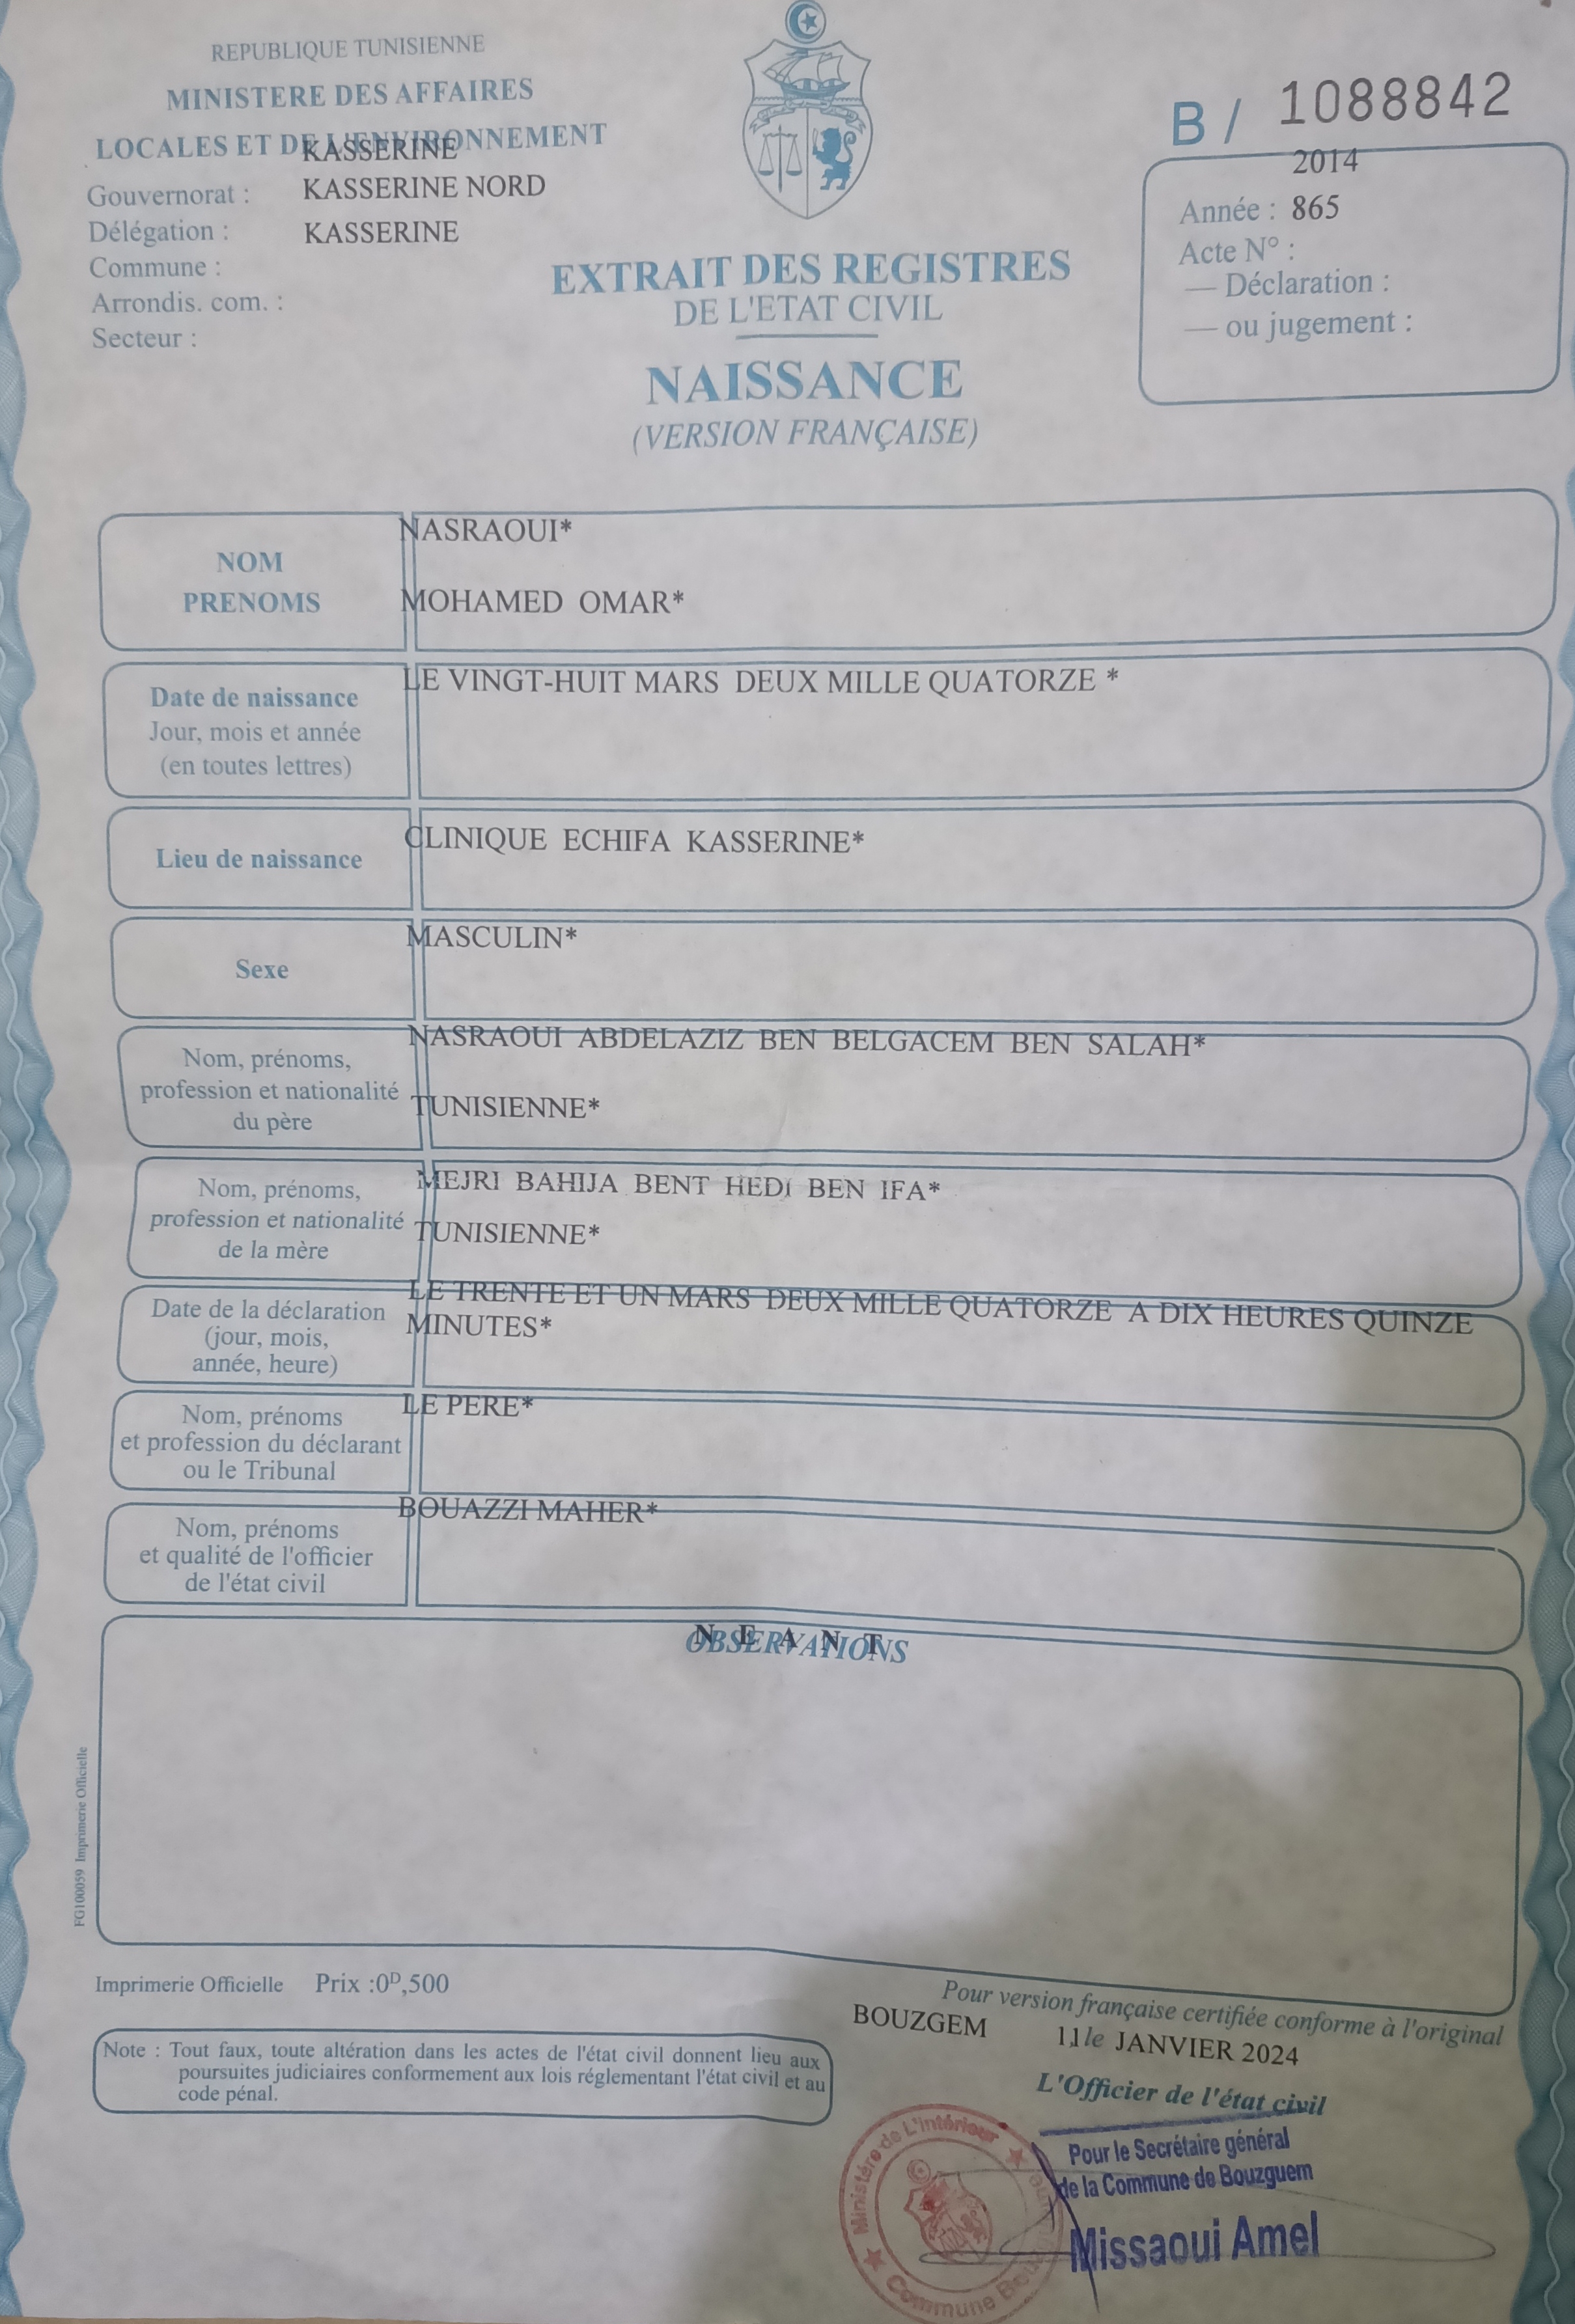 REPUBLIQUE TUNISIENNE
MINISTERE DES AFFAIRES
LOCALES ET DE L'ENVIRONNEMENT
KASSERINE
Gouvernorat : KASSERINE NORD
Délégation : KASSERINE
Commune :
Arrondis. com. :
Secteur :
B / 1088842
2014
Année : 865
Acte N° :
— Déclaration :
— ou jugement :
EXTRAIT DES REGISTRES
DE L'ETAT CIVIL
NAISSANCE
(VERSION FRANÇAISE)
NOM
PRENOMS
NASRAOUI*
MOHAMED OMAR*
Date de naissance
Jour, mois et année
(en toutes lettres)
LE VINGT-HUIT MARS DEUX MILLE QUATORZE *
Lieu de naissance
CLINIQUE ECHIFA KASSERINE*
Sexe
MASCULIN*
Nom, prénoms,
profession et nationalité
du père
NASRAOUI ABDELAZIZ BEN BELGACEM BEN SALAH*
TUNISIENNE*
Nom, prénoms,
profession et nationalité
de la mère
MEJRI BAHIJA BENT HEDI BEN IFA*
TUNISIENNE*
Date de la déclaration
(jour, mois,
année, heure)
LE TRENTE ET UN MARS DEUX MILLE QUATORZE A DIX HEURES QUINZE
MINUTES*
Nom, prénoms
et profession du déclarant
ou le Tribunal
LE PERE*
Nom, prénoms
et qualité de l'officier
de l'état civil
BOUAZZI MAHER*
OBSERVATIONS
N E A N T
FG100059 Imprimerie Officielle
Imprimerie Officielle Prix :0ᴰ,500
Note : Tout faux, toute altération dans les actes de l'état civil donnent lieu aux
poursuites judiciaires conformement aux lois réglementant l'état civil et au
code pénal.
Pour version française certifiée conforme à l'original
BOUZGEM 11 le JANVIER 2024
L'Officier de l'état civil
Pour le Secrétaire général
de la Commune de Bouzguem
Missaoui Amel
Ministère de L'intérieur
Commune